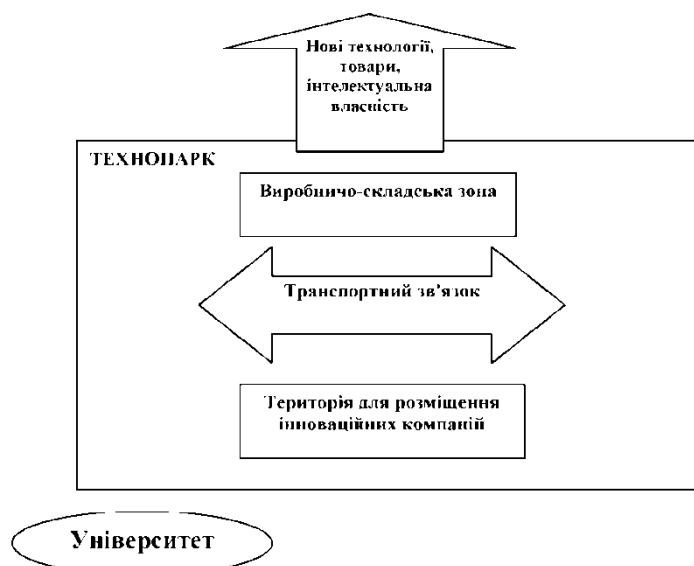 Нові технології,
товари,
інтелектуальна
власність
ТЕХНОПАРК
Виробничо-складська зона
Транспортний зв'язок
Територія для розміщення
інноваційних компаній
Університет